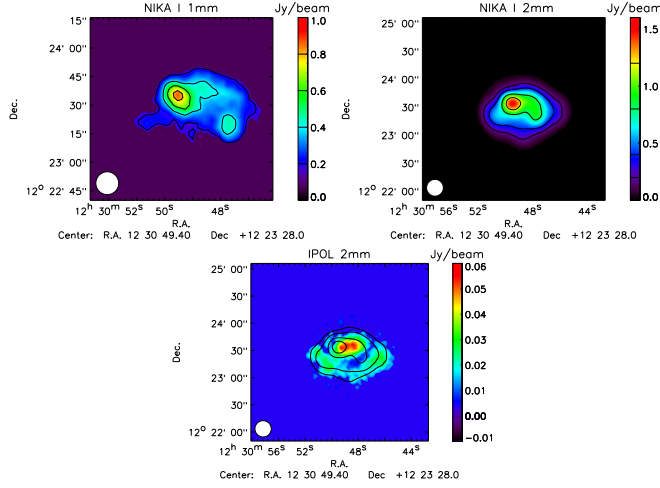 NIKA I 1mm
Jy/beam
15"
24' 00"
45"
30"
15"
23' 00"
12° 22' 45"
Dec.
12ʰ 30ᵐ 52ˢ 50ˢ 48ˢ
R.A.
Center: R.A. 12 30 49.40 Dec +12 23 28.0
1.0
0.8
0.6
0.4
0.2
0.0
NIKA I 2mm
Jy/beam
25' 00"
30"
24' 00"
30"
23' 00"
30"
12° 22' 00"
Dec.
12ʰ 30ᵐ 56ˢ 52ˢ 48ˢ 44ˢ
R.A.
Center: R.A. 12 30 49.40 Dec +12 23 28.0
1.5
1.0
0.5
0.0
IPOL 2mm
Jy/beam
25' 00"
30"
24' 00"
30"
23' 00"
30"
12° 22' 00"
Dec.
12ʰ 30ᵐ 56ˢ 52ˢ 48ˢ 44ˢ
R.A.
Center: R.A. 12 30 49.40 Dec +12 23 28.0
0.06
0.05
0.04
0.03
0.02
0.01
0.00
-0.01